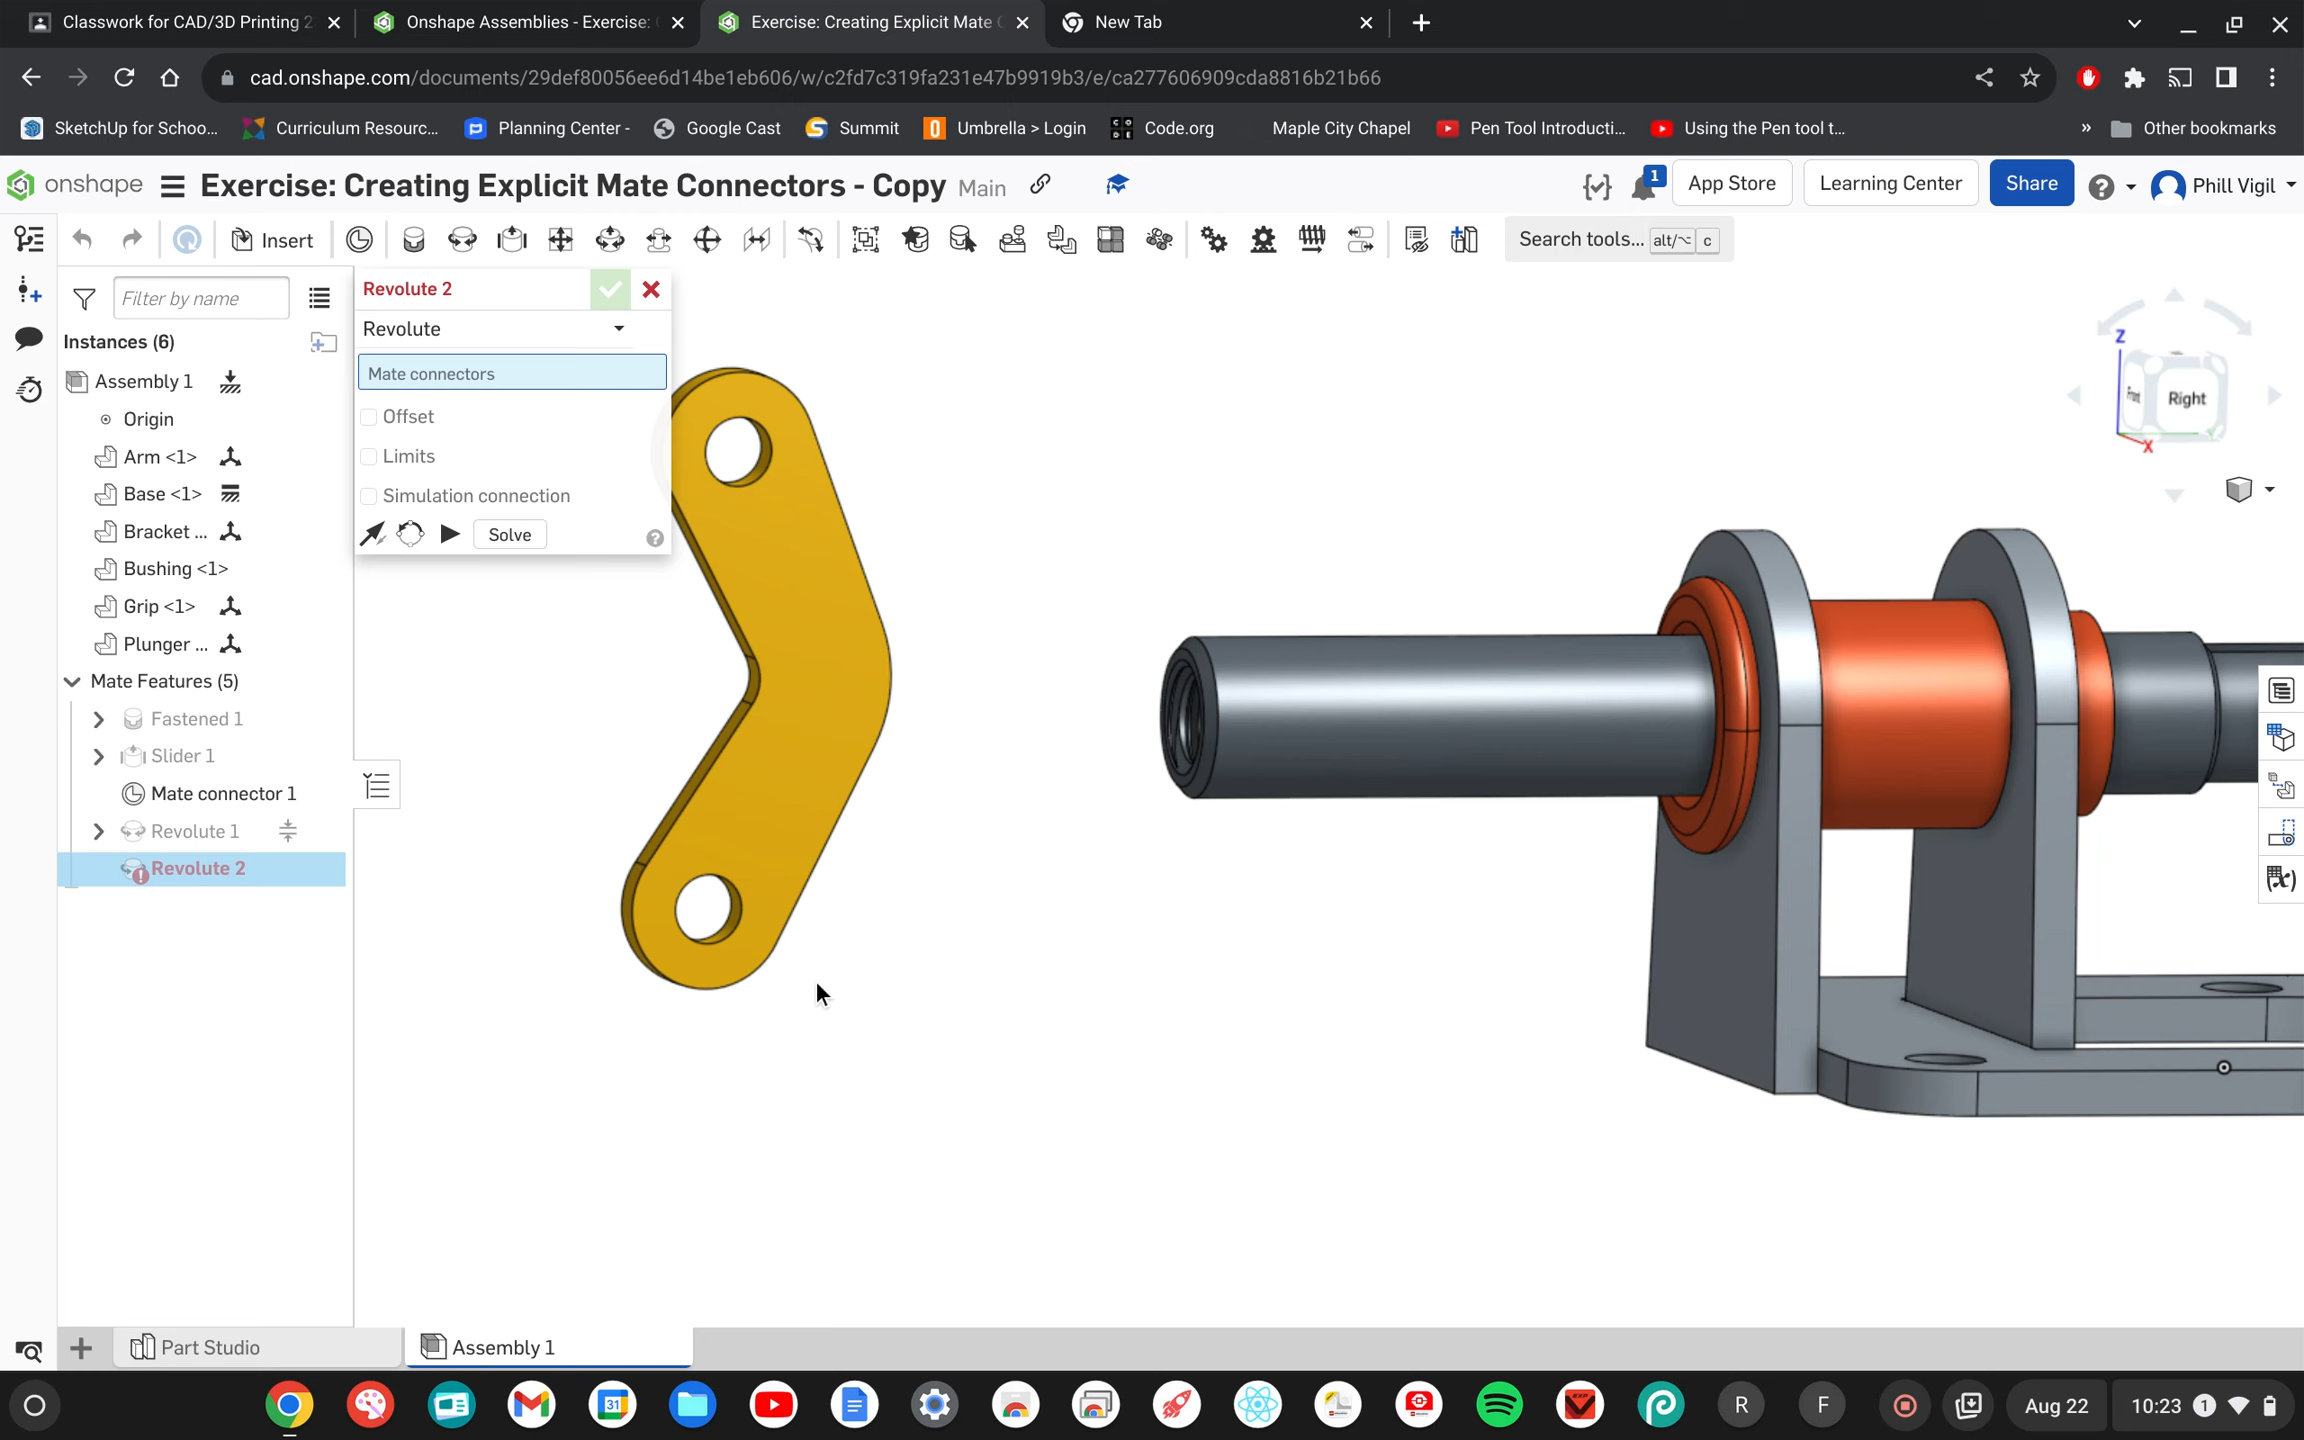 Classwork for CAD/3D Printing 2
Onshape Assemblies - Exercise:
Exercise: Creating Explicit Mate
New Tab
cad.onshape.com/documents/29def80056ee6d14be1eb606/w/c2fd7c319fa231e47b9919b3/e/ca277606909cda8816b21b66
SketchUp for Schoo...
Curriculum Resourc...
Planning Center -
Google Cast
Summit
Umbrella > Login
Code.org
Maple City Chapel
Pen Tool Introducti...
Using the Pen tool t...
»
Other bookmarks
onshape
Exercise: Creating Explicit Mate Connectors - Copy
Main
1
App Store
Learning Center
Share
Phill Vigil
Insert
Search tools... alt/⌥ c
Filter by name
Instances (6)
Assembly 1
Origin
Arm <1>
Base <1>
Bracket ...
Bushing <1>
Grip <1>
Plunger ...
Mate Features (5)
Fastened 1
Slider 1
Mate connector 1
Revolute 1
Revolute 2
Revolute 2
Revolute
Mate connectors
Offset
Limits
Simulation connection
Solve
Z
Front
Right
X
Y
Part Studio
Assembly 1
31
R
F
Aug 22
10:23
1